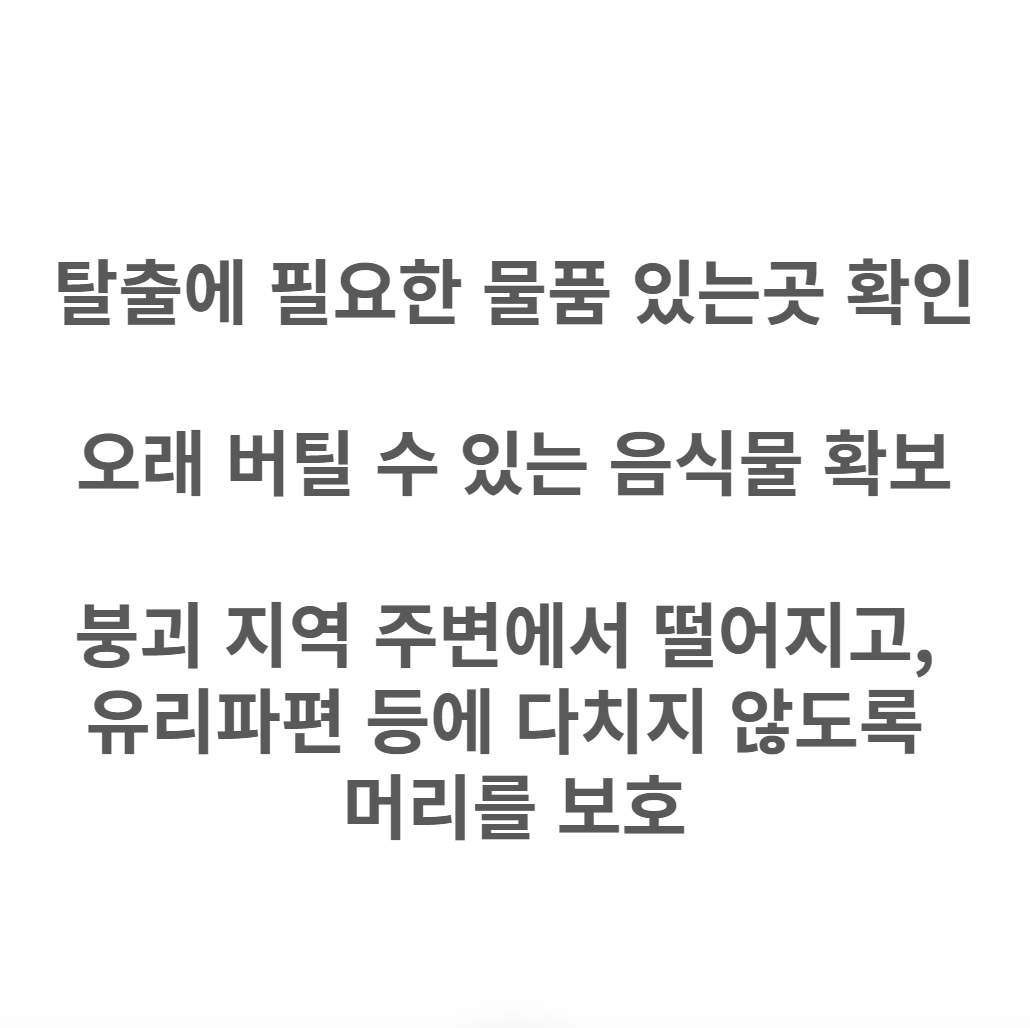 탈출에 필요한 물품 있는곳 확인
오래 버틸 수 있는 음식물 확보
붕괴 지역 주변에서 떨어지고,
유리파편 등에 다치지 않도록
머리를 보호